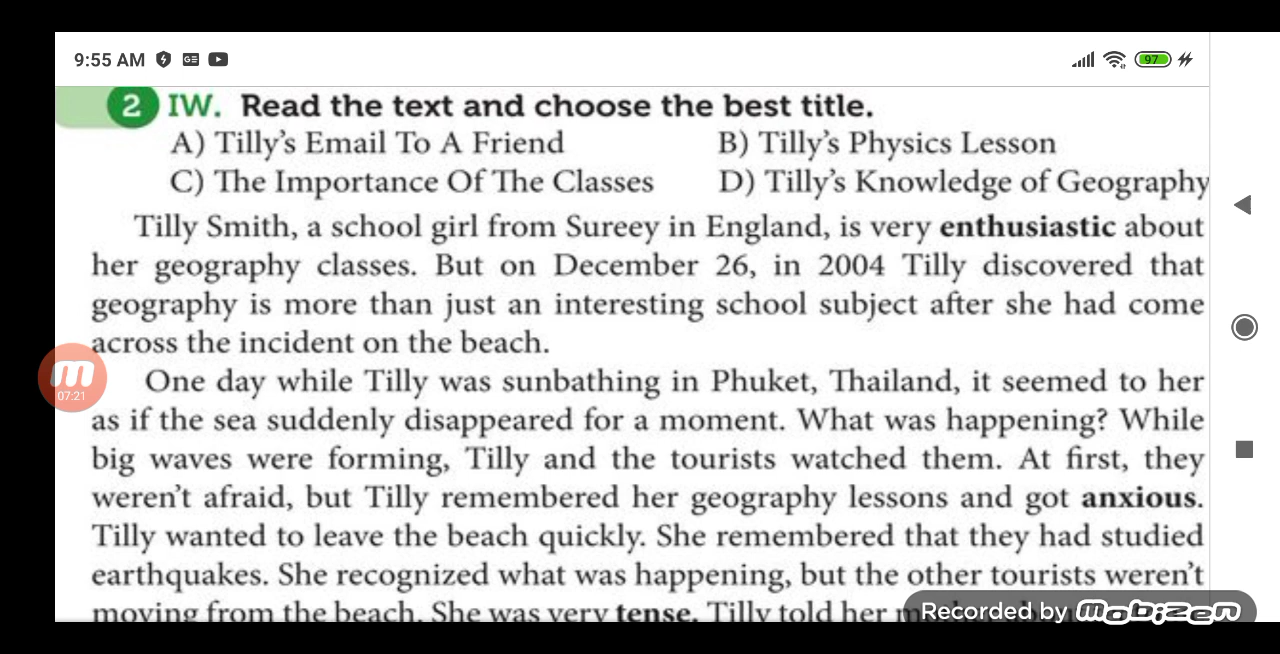 9:55 AM
97
2 IW. Read the text and choose the best title.
A) Tilly's Email To A Friend B) Tilly's Physics Lesson
C) The Importance Of The Classes D) Tilly's Knowledge of Geography
Tilly Smith, a school girl from Sureey in England, is very enthusiastic about
her geography classes. But on December 26, in 2004 Tilly discovered that
geography is more than just an interesting school subject after she had come
across the incident on the beach.
One day while Tilly was sunbathing in Phuket, Thailand, it seemed to her
as if the sea suddenly disappeared for a moment. What was happening? While
big waves were forming, Tilly and the tourists watched them. At first, they
weren't afraid, but Tilly remembered her geography lessons and got anxious.
Tilly wanted to leave the beach quickly. She remembered that they had studied
earthquakes. She recognized what was happening, but the other tourists weren't
moving from the beach. She was very tense. Tilly told her
m
07:21
Recorded by Mobizen